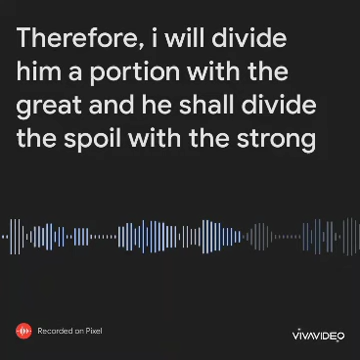 Therefore, i will divide
him a portion with the
great and he shall divide
the spoil with the strong
Recorded on Pixel
VIVAVIDEO